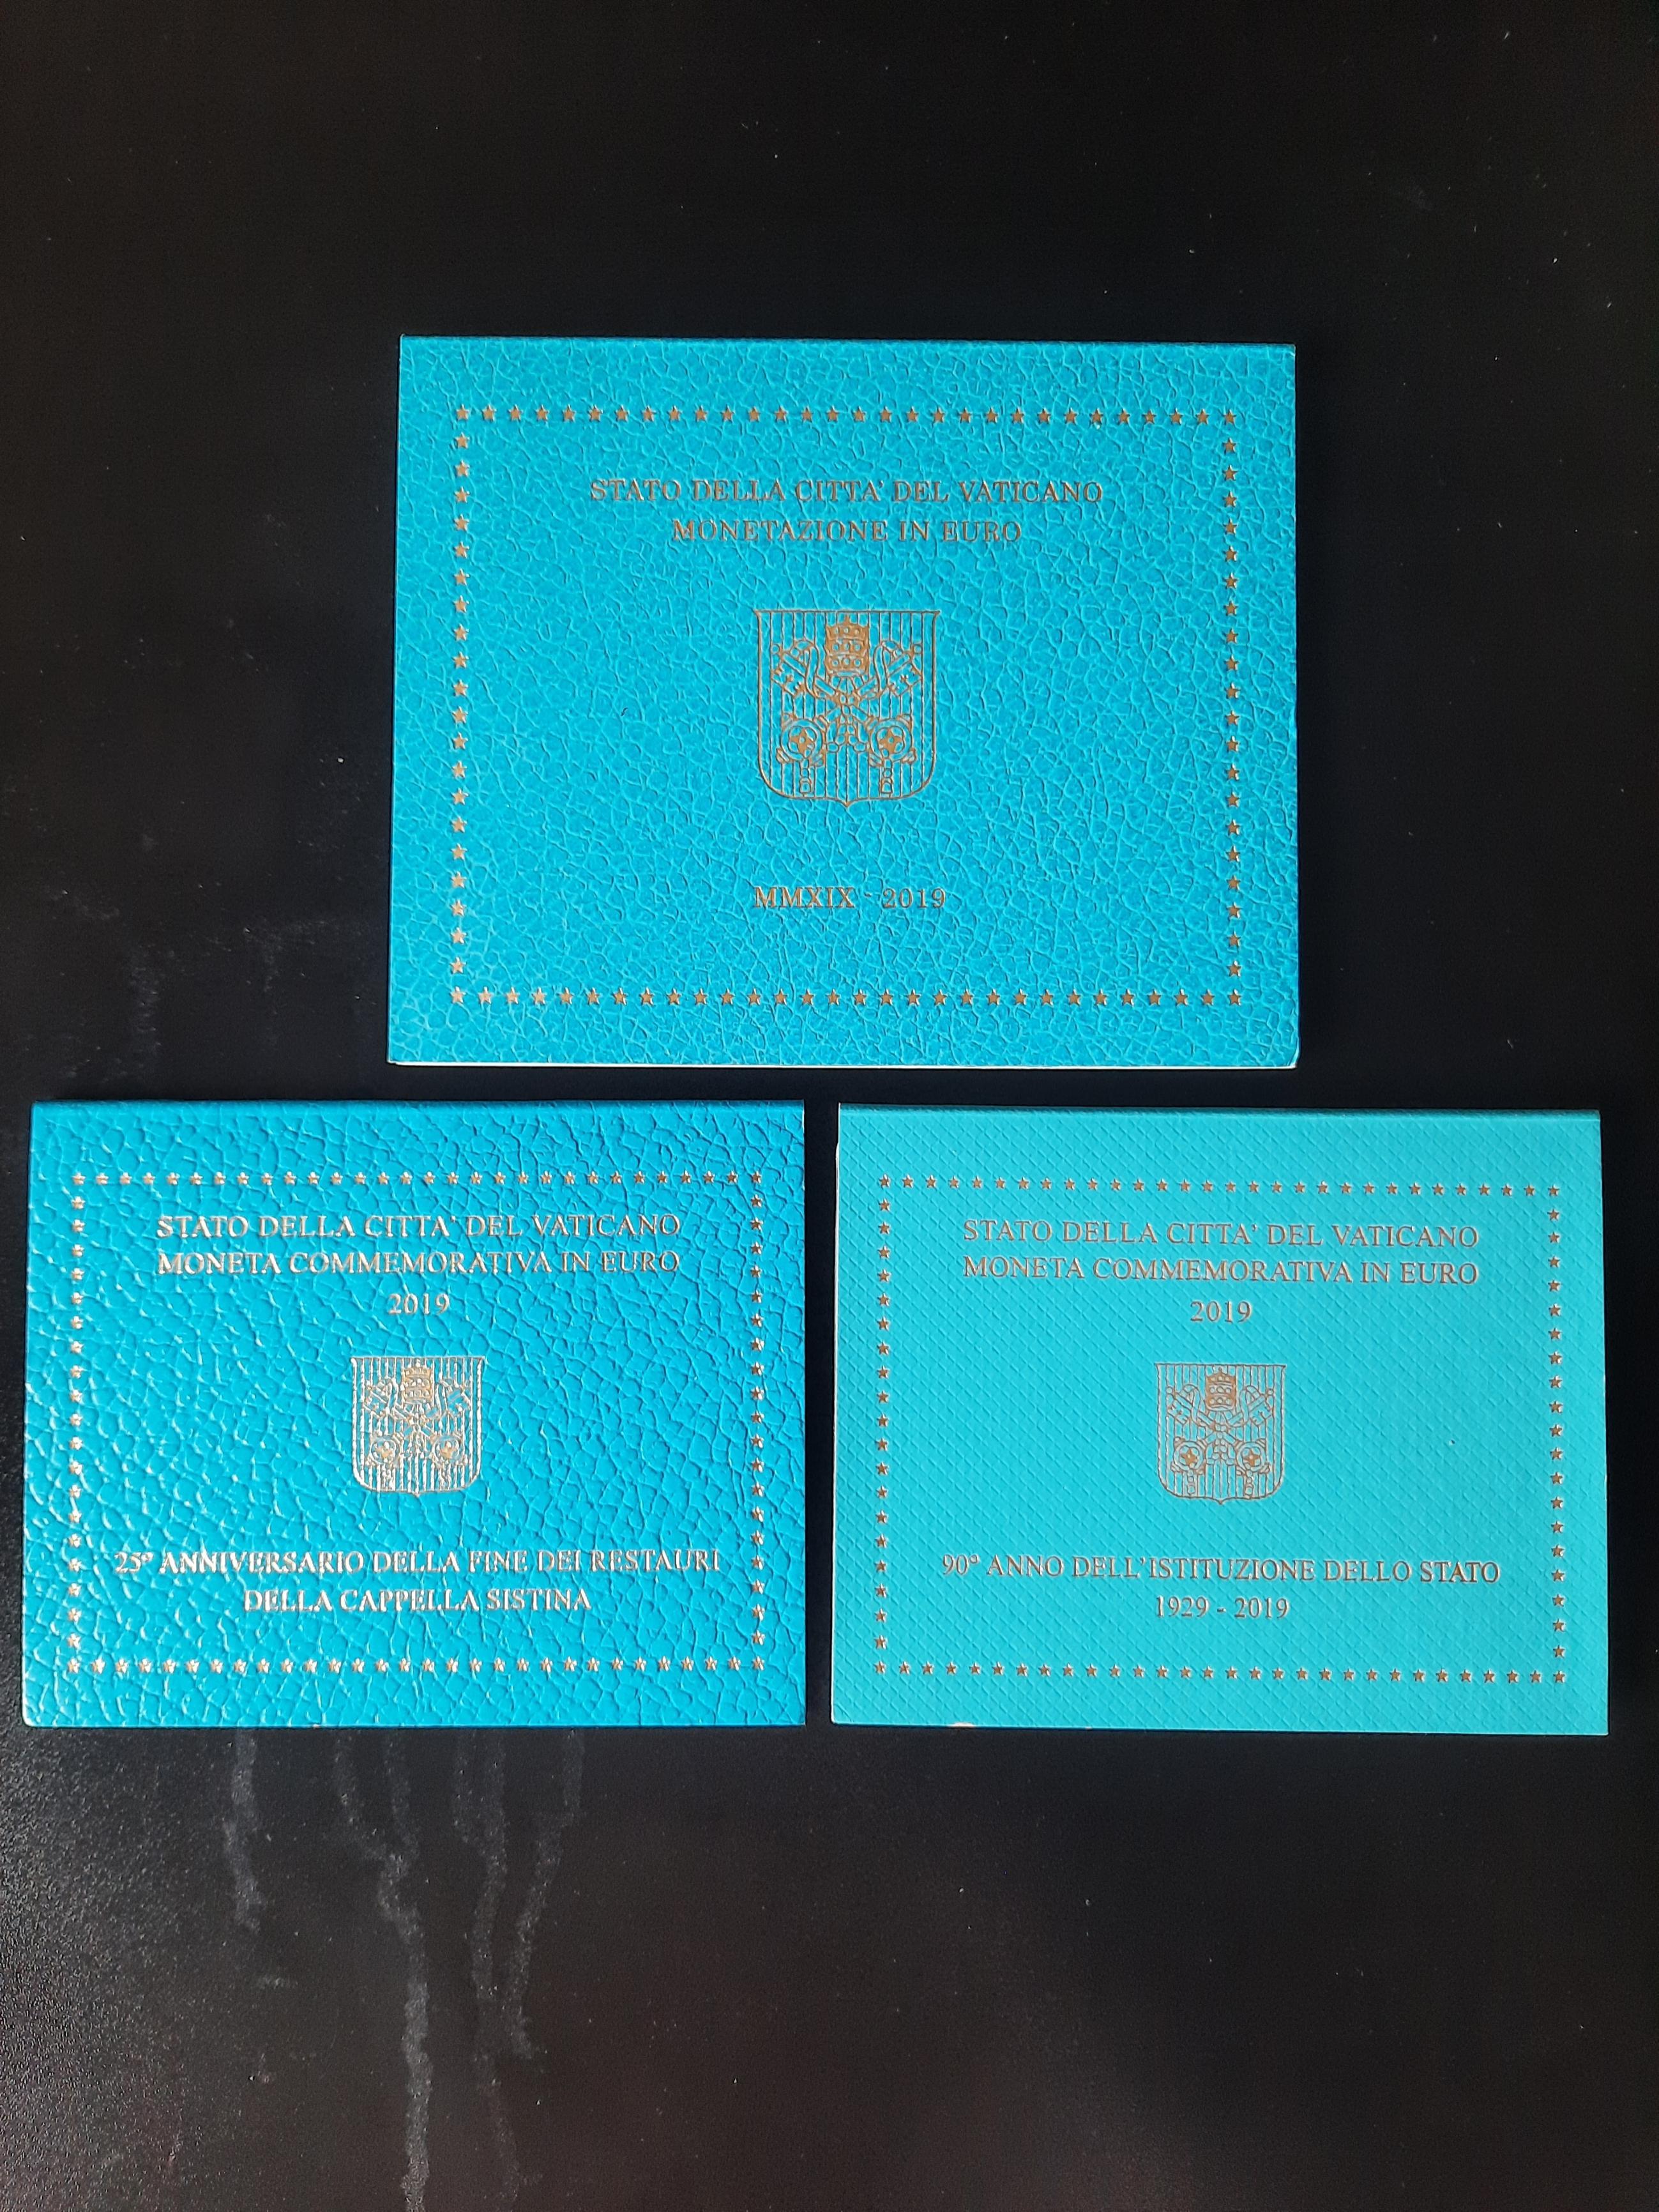 STATO DELLA CITTA' DEL VATICANO
MONETAZIONE IN EURO
MMXIX - 2019
STATO DELLA CITTA' DEL VATICANO
MONETA COMMEMORATIVA IN EURO
2019
25º ANNIVERSARIO DELLA FINE DEI RESTAURI
DELLA CAPPELLA SISTINA
STATO DELLA CITTA' DEL VATICANO
MONETA COMMEMORATIVA IN EURO
2019
90º ANNO DELL'ISTITUZIONE DELLO STATO
1929 - 2019